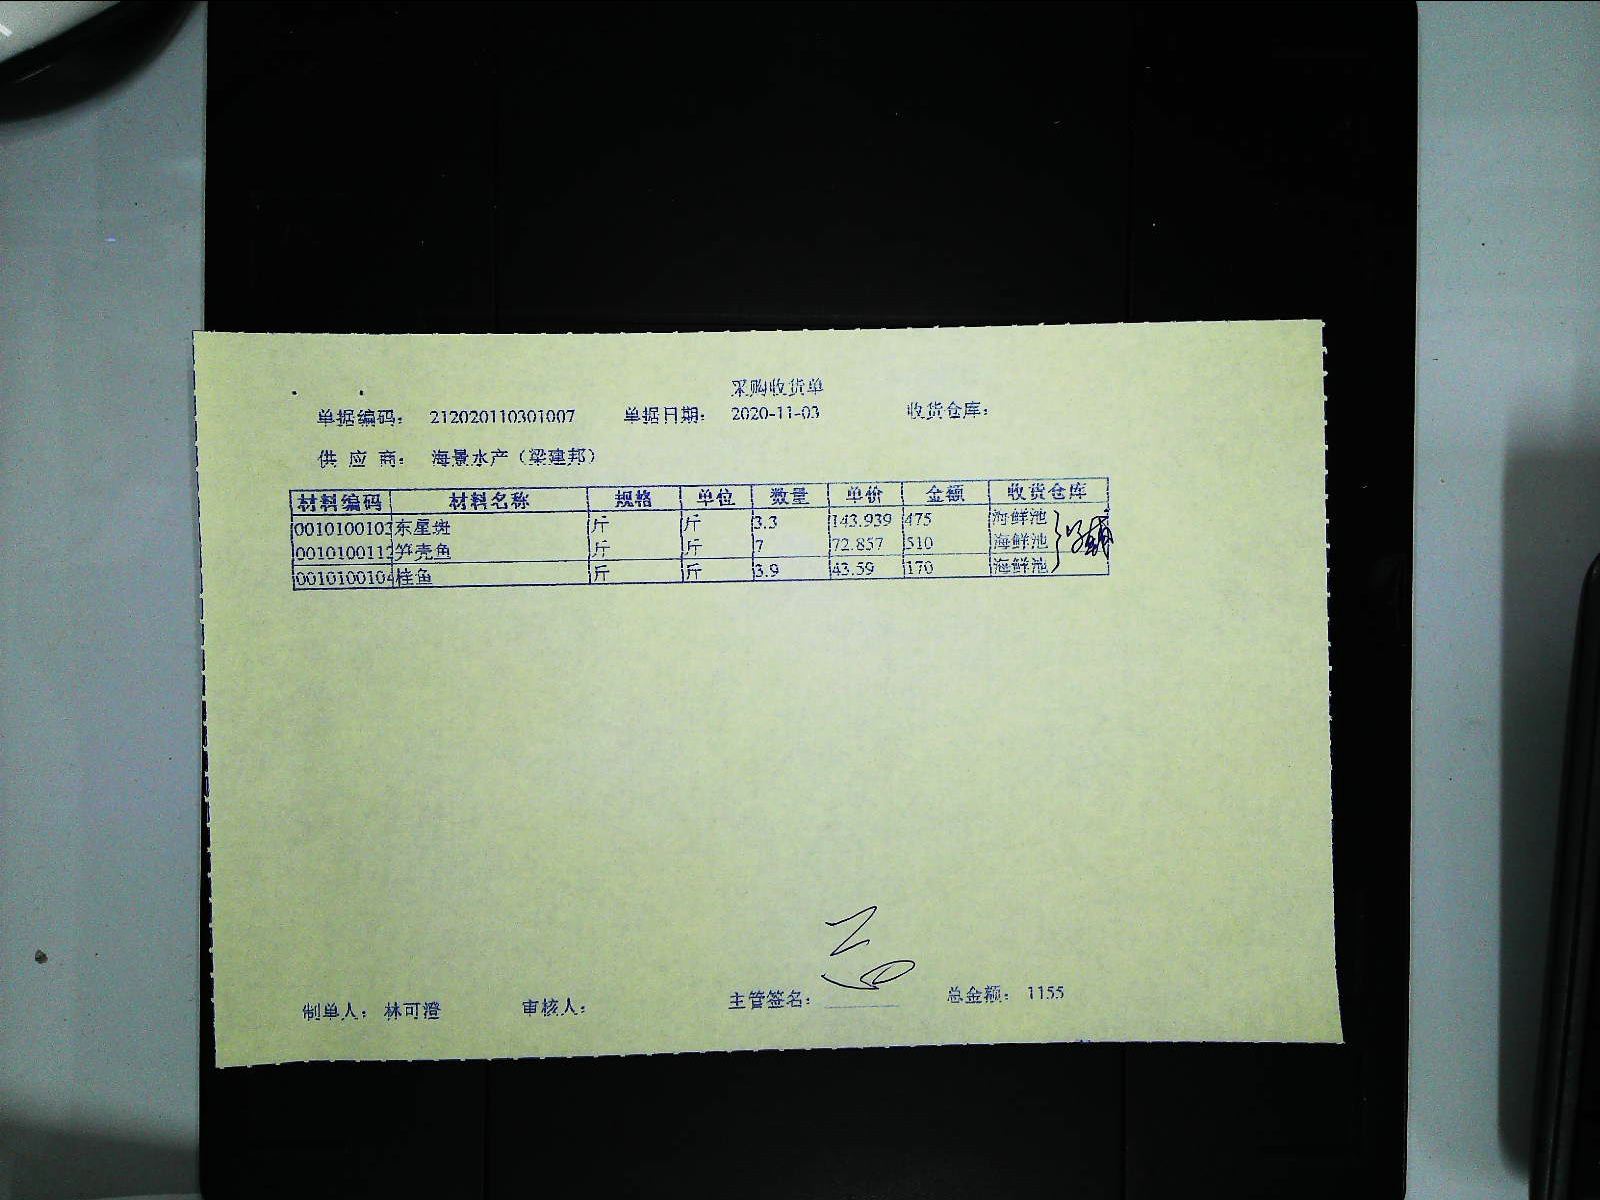 采购收货单
单据编码: 212020110301007 单据日期: 2020-11-03 收货仓库:
供 应 商: 海景水产（梁建邦）
材料编码 材料名称 规格 单位 数量 单价 金额 收货仓库
0010100103 东星斑 斤 斤 3.3 143.939 475 海鲜池
0010100112 笋壳鱼 斤 斤 7 72.857 510 海鲜池
0010100104 桂鱼 斤 斤 3.9 43.59 170 海鲜池
制单人: 林可澄 审核人: 主管签名: 总金额: 1155